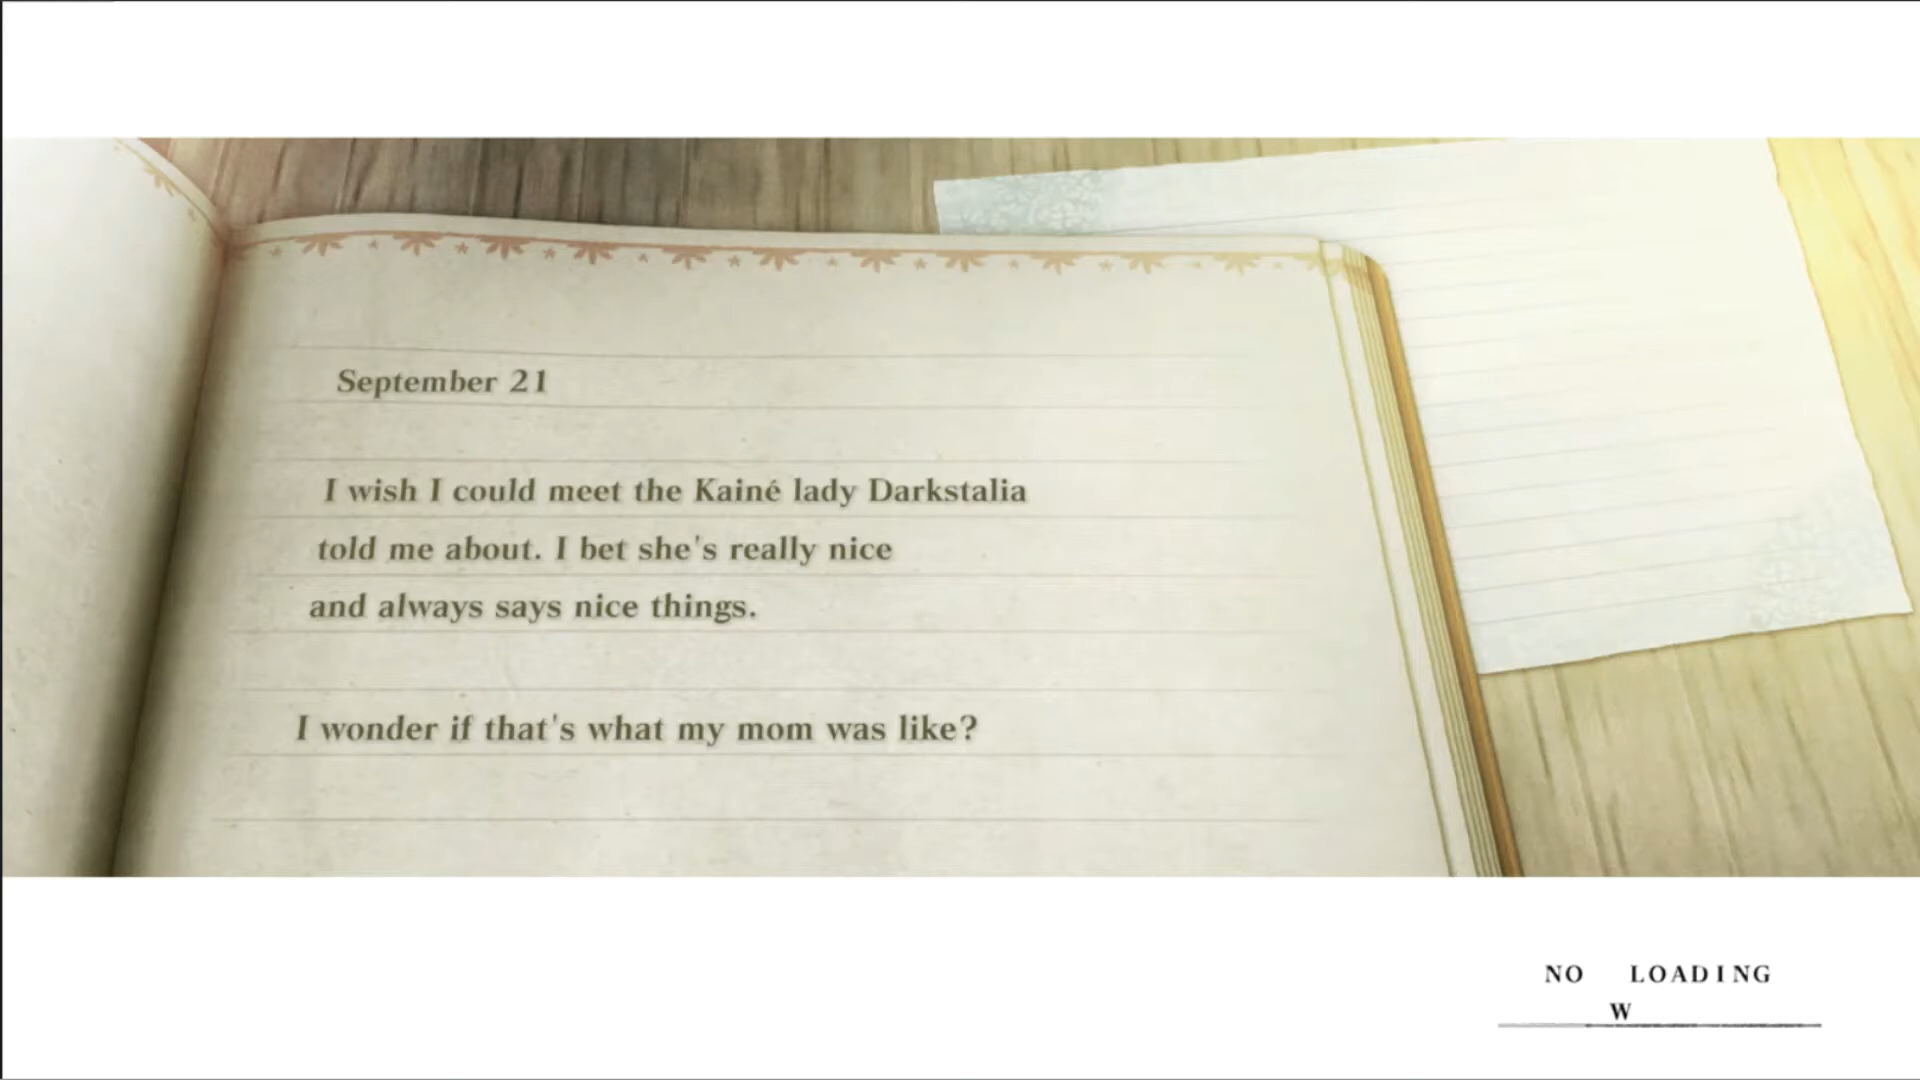 September 21
I wish I could meet the Kainé lady Darkstalia
told me about. I bet she's really nice
and always says nice things.
I wonder if that's what my mom was like?
NO LOADING
W